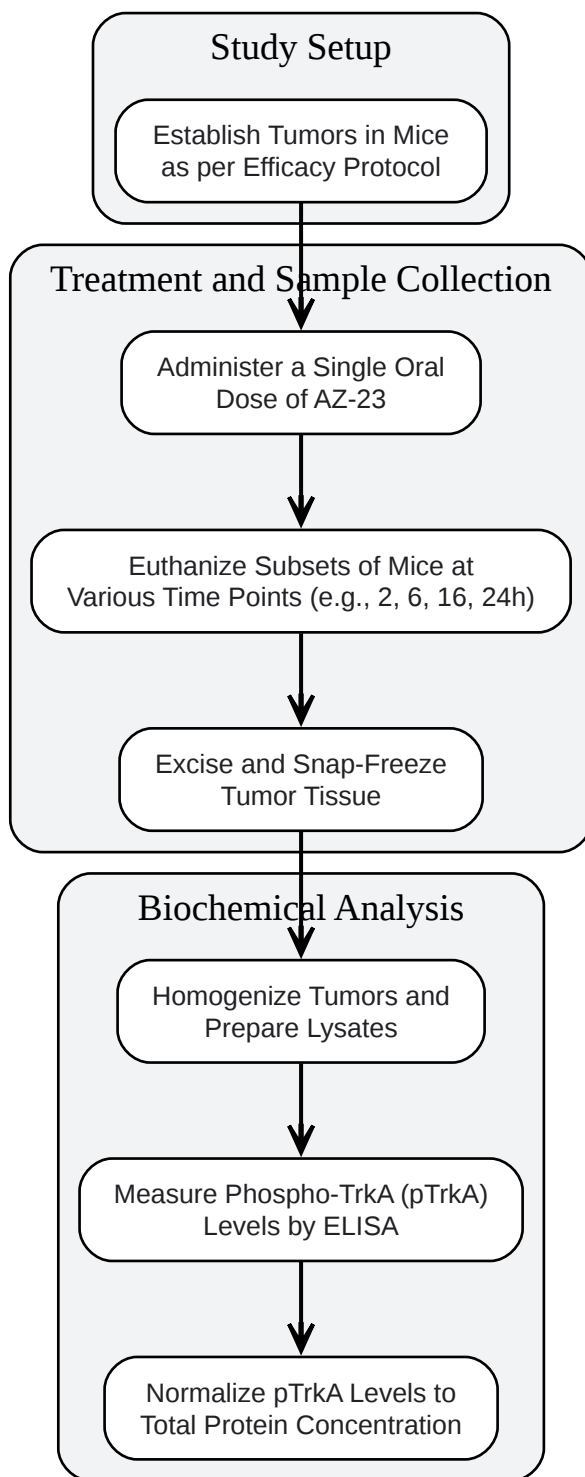 Study Setup
Establish Tumors in Mice
as per Efficacy Protocol
Treatment and Sample Collection
Administer a Single Oral
Dose of AZ-23
Euthanize Subsets of Mice at
Various Time Points (e.g., 2, 6, 16, 24h)
Excise and Snap-Freeze
Tumor Tissue
Biochemical Analysis
Homogenize Tumors and
Prepare Lysates
Measure Phospho-TrkA (pTrkA)
Levels by ELISA
Normalize pTrkA Levels to
Total Protein Concentration